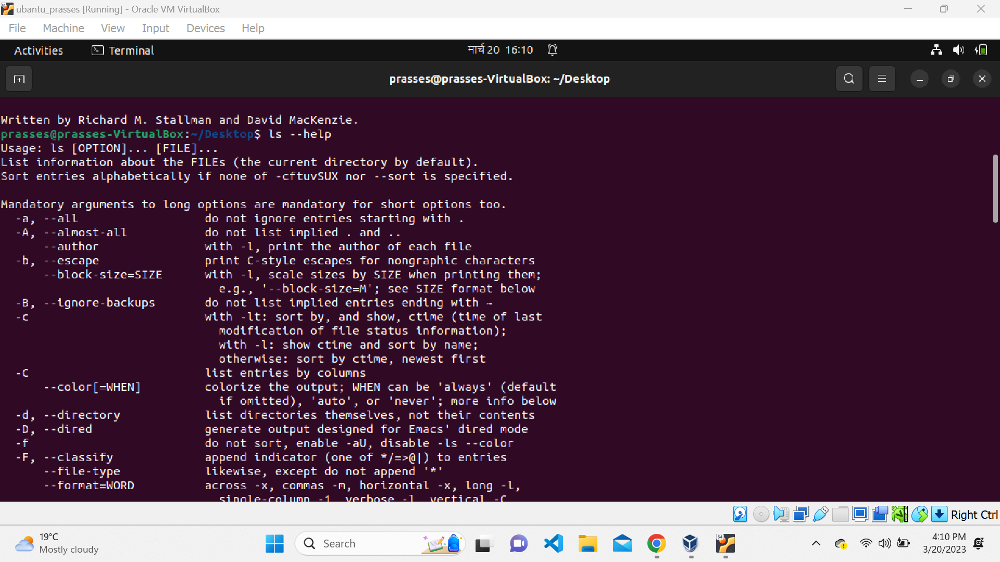 ubantu_prasses [Running] - Oracle VM VirtualBox
File Machine View Input Devices Help
Activities Terminal मार्च 20 16:10
prasses@prasses-VirtualBox: ~/Desktop
Written by Richard M. Stallman and David MacKenzie.
prasses@prasses-VirtualBox:~/Desktop$ ls --help
Usage: ls [OPTION]... [FILE]...
List information about the FILEs (the current directory by default).
Sort entries alphabetically if none of -cftuvSUX nor --sort is specified.
Mandatory arguments to long options are mandatory for short options too.
-a, --all do not ignore entries starting with .
-A, --almost-all do not list implied . and ..
--author with -l, print the author of each file
-b, --escape print C-style escapes for nongraphic characters
--block-size=SIZE with -l, scale sizes by SIZE when printing them;
e.g., '--block-size=M'; see SIZE format below
-B, --ignore-backups do not list implied entries ending with ~
-c with -lt: sort by, and show, ctime (time of last
modification of file status information);
with -l: show ctime and sort by name;
otherwise: sort by ctime, newest first
-C list entries by columns
--color[=WHEN] colorize the output; WHEN can be 'always' (default
if omitted), 'auto', or 'never'; more info below
-d, --directory list directories themselves, not their contents
-D, --dired generate output designed for Emacs' dired mode
-f do not sort, enable -aU, disable -ls --color
-F, --classify append indicator (one of */=>@|) to entries
--file-type likewise, except do not append '*'
--format=WORD across -x, commas -m, horizontal -x, long -l,
single-column -1, verbose -l, vertical -C
Right Ctrl
19°C
Mostly cloudy
Search
64
4:10 PM
3/20/2023